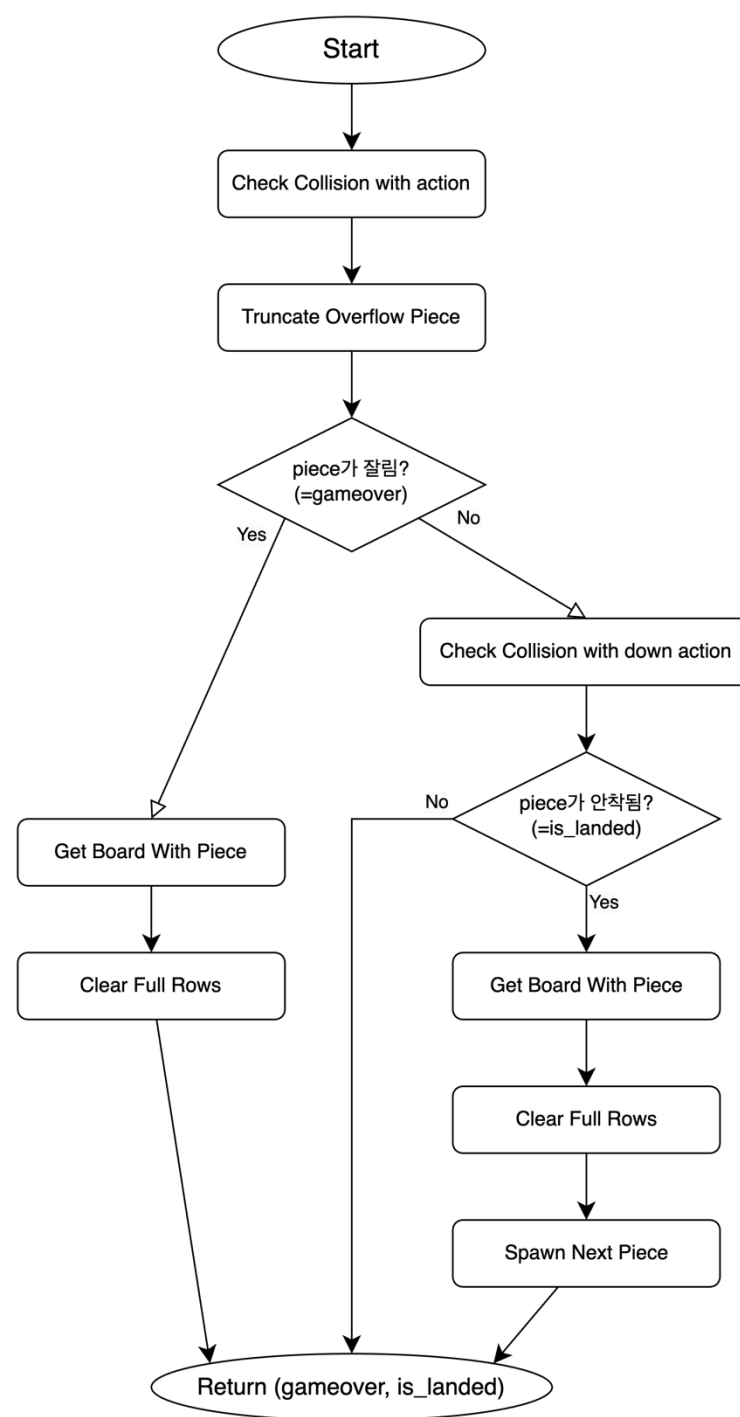 Start
Check Collision with action
Truncate Overflow Piece
piece가 잘림?
(=gameover)
Yes
No
Check Collision with down action
No
piece가 안착됨?
(=is_landed)
Yes
Get Board With Piece
Clear Full Rows
Get Board With Piece
Clear Full Rows
Spawn Next Piece
Return (gameover, is_landed)